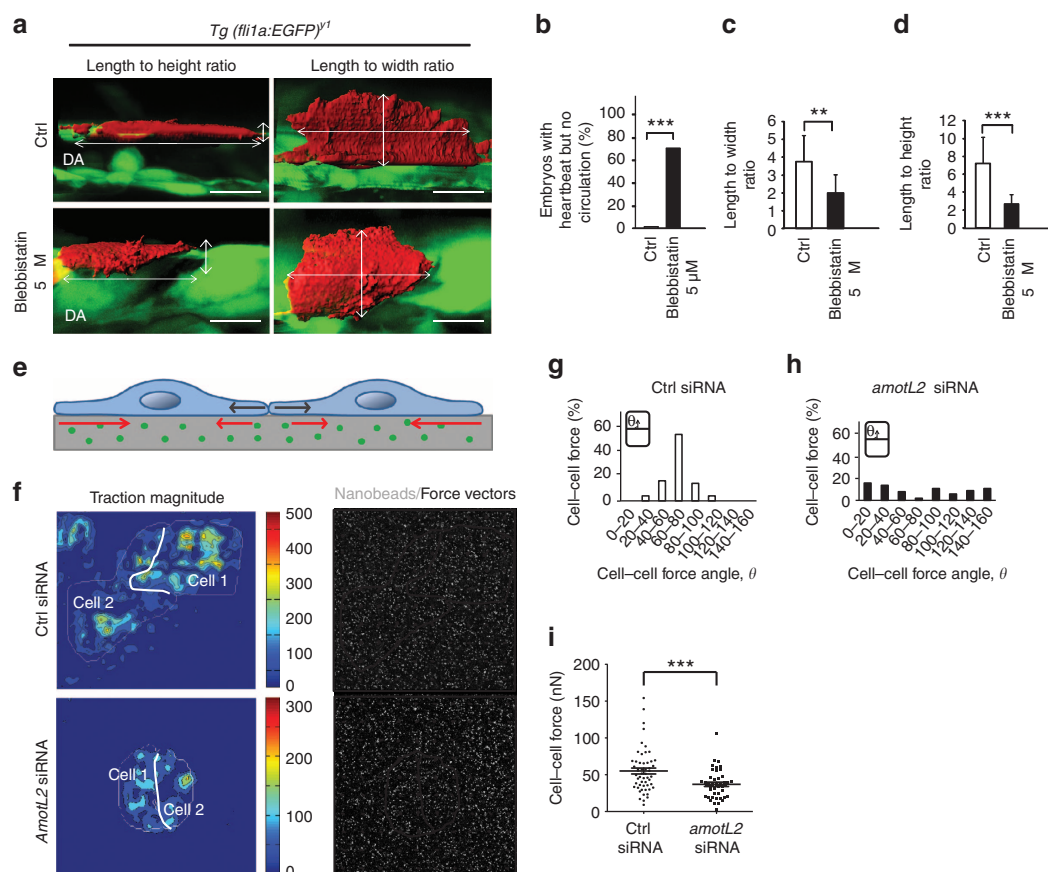 a
Tg (fli1a:EGFP)y1
Length to height ratio
Length to width ratio
Ctrl
DA
Blebbistatin
5 M
DA
b
Embryos with
heartbeat but no
circulation (%)
100
80
60
40
20
0
***
Ctrl
Blebbistatin
5 µM
c
Length to width
ratio
6
5
4
3
2
1
0
**
Ctrl
Blebbistatin
5 M
d
Length to height
ratio
12
10
8
6
4
2
0
***
Ctrl
Blebbistatin
5 M
e
f
Traction magnitude
Nanobeads/Force vectors
Ctrl siRNA
Cell 1
Cell 2
500
400
300
200
100
0
AmotL2 siRNA
Cell 1
Cell 2
300
200
100
0
g
Ctrl siRNA
Cell–cell force (%)
60
40
20
0
θ
0–20
20–40
40–60
60–80
80–100
100–120
120–140
140–160
Cell–cell force angle, θ
h
amotL2 siRNA
Cell–cell force (%)
60
40
20
0
θ
0–20
20–40
40–60
60–80
80–100
100–120
120–140
140–160
Cell–cell force angle, θ
i
Cell–cell force (nN)
200
150
100
50
0
***
Ctrl
siRNA
amotL2
siRNA